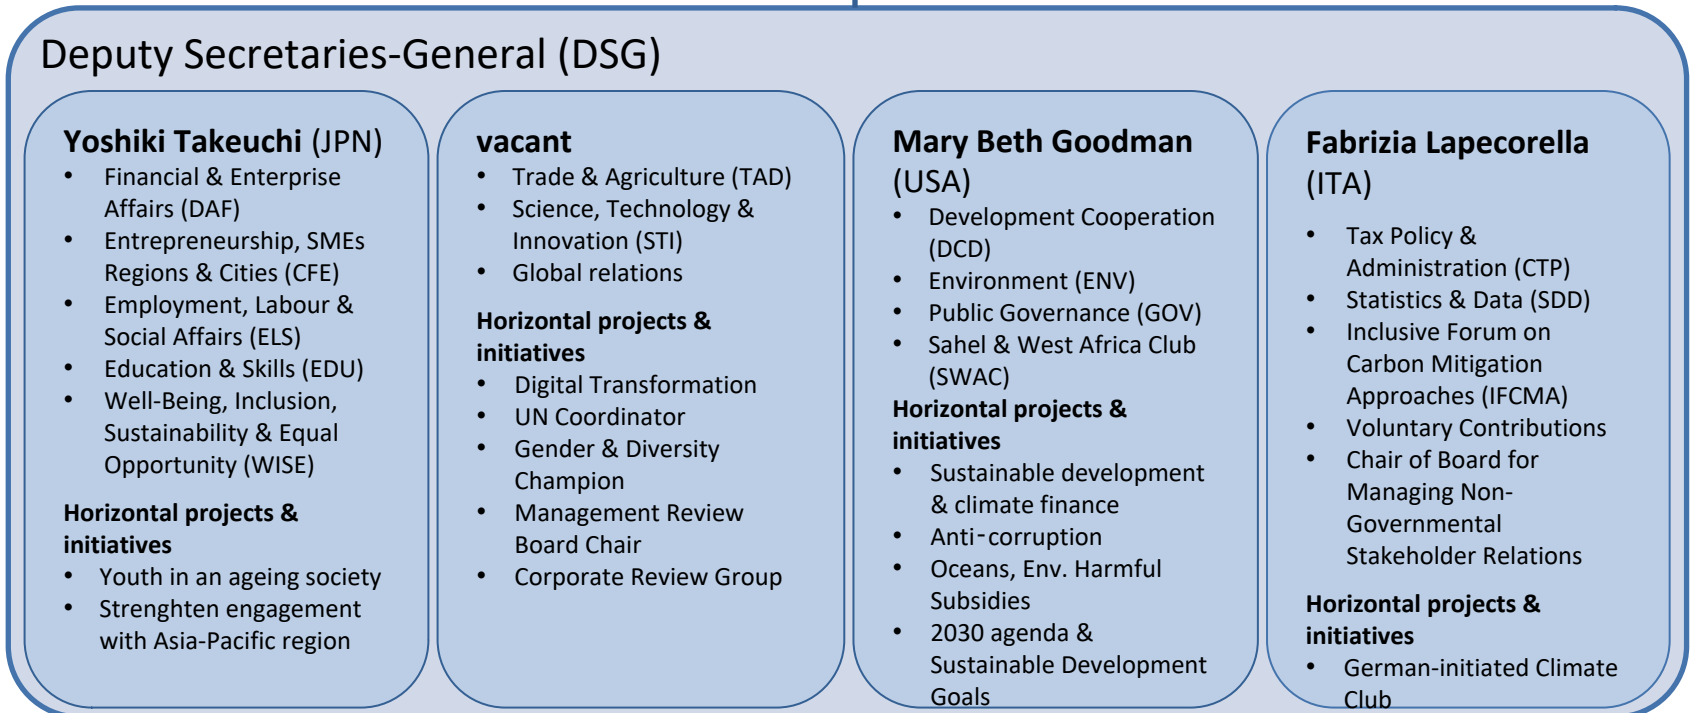 Deputy Secretaries-General (DSG)
Yoshiki Takeuchi (JPN)
• Financial & Enterprise
Affairs (DAF)
• Entrepreneurship, SMEs
Regions & Cities (CFE)
• Employment, Labour &
Social Affairs (ELS)
• Education & Skills (EDU)
• Well-Being, Inclusion,
Sustainability & Equal
Opportunity (WISE)
Horizontal projects &
initiatives
• Youth in an ageing society
• Strenghten engagement
with Asia-Pacific region
vacant
• Trade & Agriculture (TAD)
• Science, Technology &
Innovation (STI)
• Global relations
Horizontal projects &
initiatives
• Digital Transformation
• UN Coordinator
• Gender & Diversity
Champion
• Management Review
Board Chair
• Corporate Review Group
Mary Beth Goodman
(USA)
• Development Cooperation
(DCD)
• Environment (ENV)
• Public Governance (GOV)
• Sahel & West Africa Club
(SWAC)
Horizontal projects &
initiatives
• Sustainable development
& climate finance
• Anti-corruption
• Oceans, Env. Harmful
Subsidies
• 2030 agenda &
Sustainable Development
Goals
Fabrizia Lapecorella
(ITA)
• Tax Policy &
Administration (CTP)
• Statistics & Data (SDD)
• Inclusive Forum on
Carbon Mitigation
Approaches (IFCMA)
• Voluntary Contributions
• Chair of Board for
Managing Non-
Governmental
Stakeholder Relations
Horizontal projects &
initiatives
• German-initiated Climate
Club